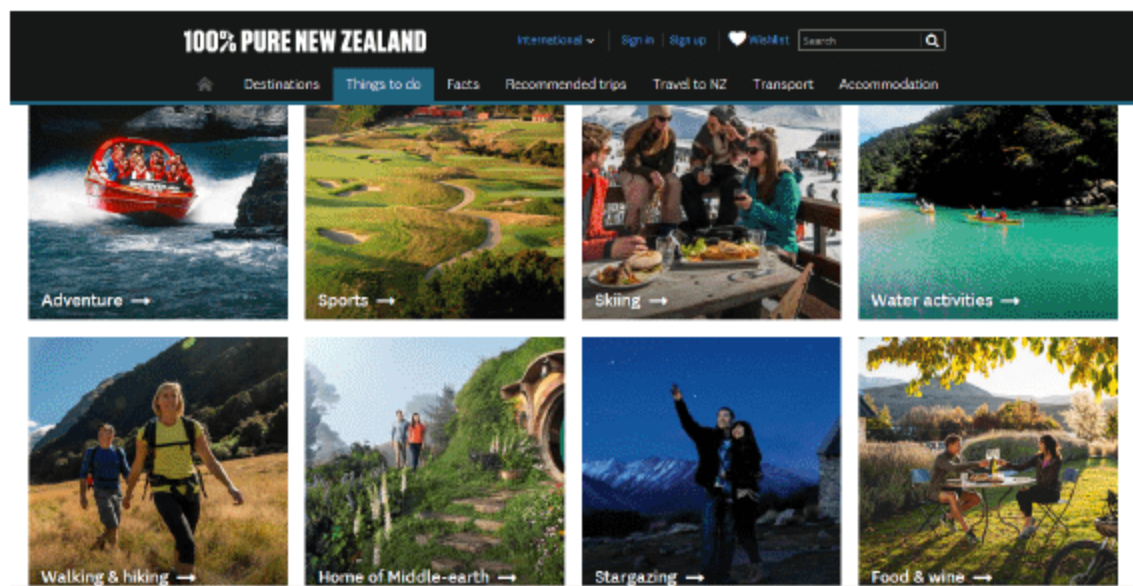 100% PURE NEW ZEALAND
International
Sign in
Sign up
Wishlist
Search
Destinations
Things to do
Facts
Recommended trips
Travel to NZ
Transport
Accommodation
Adventure →
Sports →
Skiing →
Water activities →
Walking & hiking →
Home of Middle-earth →
Stargazing →
Food & wine →